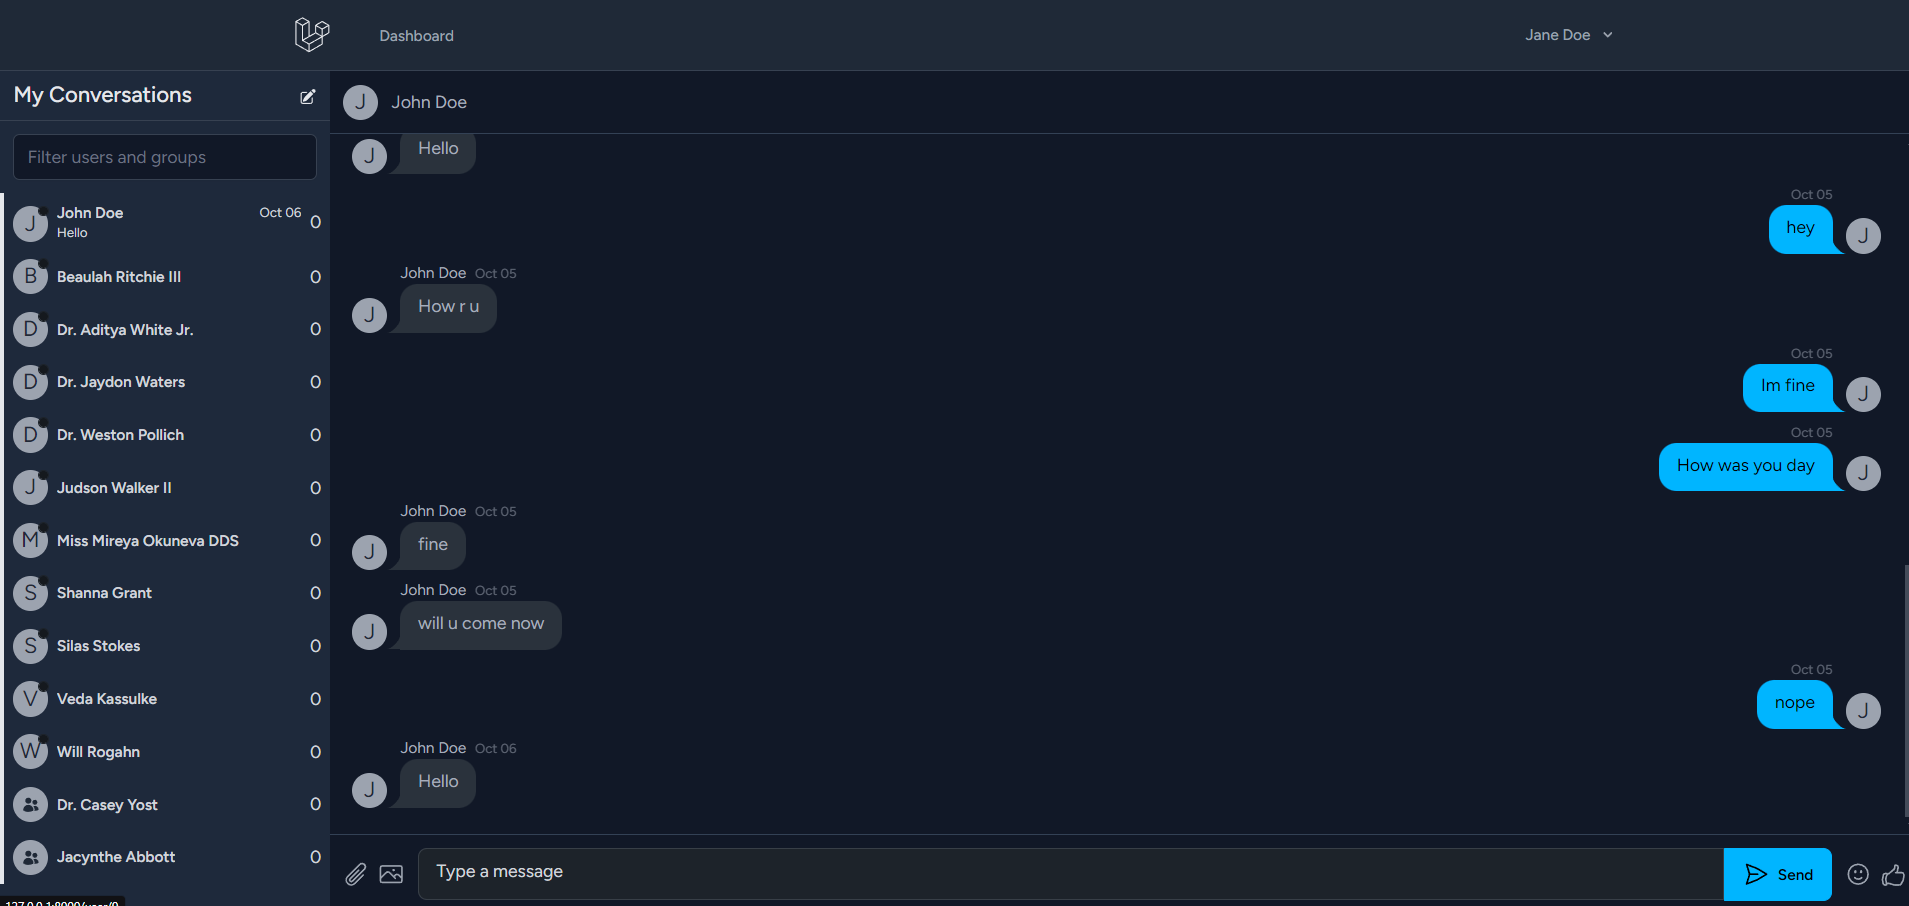 Dashboard
Jane Doe
My Conversations
Filter users and groups
J
John Doe
Oct 06
0
Hello
B
Beaulah Ritchie III
0
D
Dr. Aditya White Jr.
0
D
Dr. Jaydon Waters
0
D
Dr. Weston Pollich
0
J
Judson Walker II
0
M
Miss Mireya Okuneva DDS
0
S
Shanna Grant
0
S
Silas Stokes
0
V
Veda Kassulke
0
W
Will Rogahn
0
Dr. Casey Yost
0
Jacynthe Abbott
0
J
John Doe
J
Hello
Oct 05
hey
J
John Doe Oct 05
J
How r u
Oct 05
Im fine
J
Oct 05
How was you day
J
John Doe Oct 05
J
fine
John Doe Oct 05
J
will u come now
Oct 05
nope
J
John Doe Oct 06
J
Hello
Type a message
Send